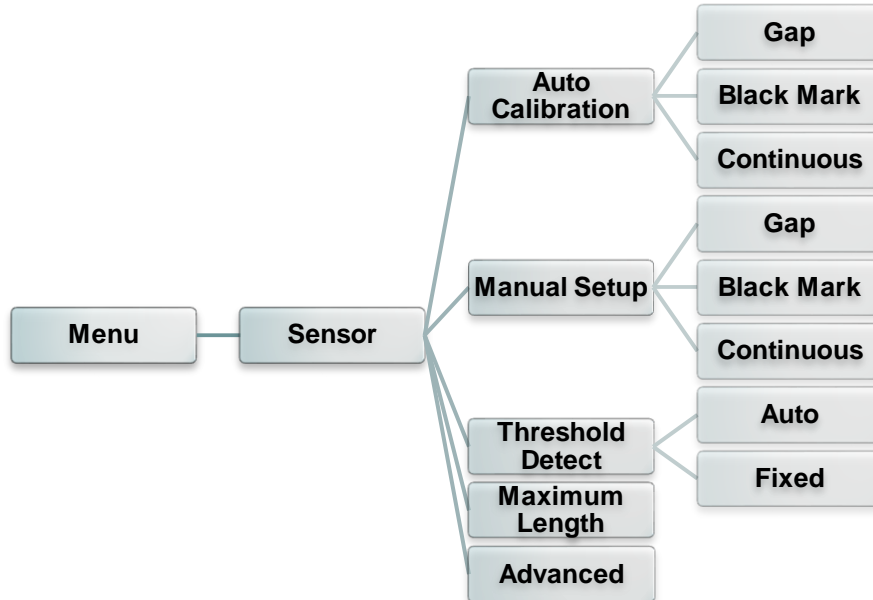 Menu
Sensor
Auto
Calibration
Gap
Black Mark
Continuous
Manual Setup
Gap
Black Mark
Continuous
Threshold
Detect
Auto
Fixed
Maximum
Length
Advanced